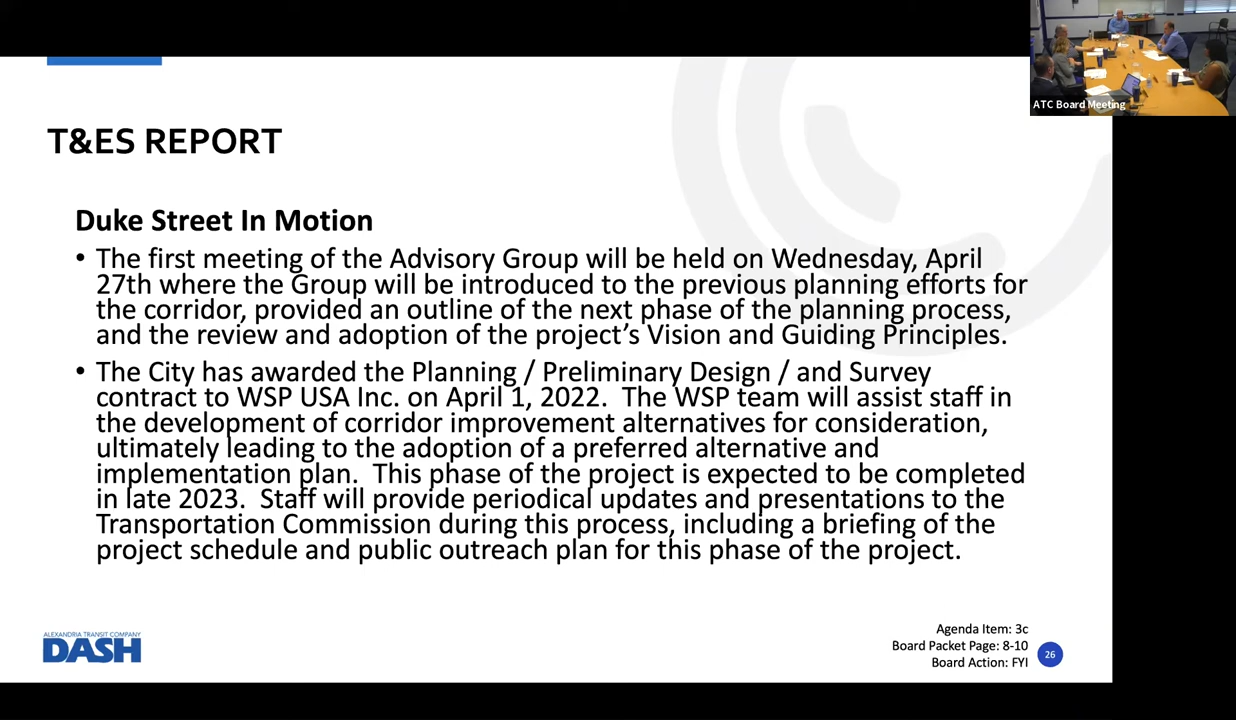 ATC Board Meeting
T&ES REPORT
Duke Street In Motion
• The first meeting of the Advisory Group will be held on Wednesday, April
27th where the Group will be introduced to the previous planning efforts for
the corridor, provided an outline of the next phase of the planning process,
and the review and adoption of the project’s Vision and Guiding Principles.
• The City has awarded the Planning / Preliminary Design / and Survey
contract to WSP USA Inc. on April 1, 2022.  The WSP team will assist staff in
the development of corridor improvement alternatives for consideration,
ultimately leading to the adoption of a preferred alternative and
implementation plan.  This phase of the project is expected to be completed
in late 2023.  Staff will provide periodical updates and presentations to the
Transportation Commission during this process, including a briefing of the
project schedule and public outreach plan for this phase of the project.
ALEXANDRIA TRANSIT COMPANY
DASH
Agenda Item: 3c
Board Packet Page: 8-10
Board Action: FYI
26